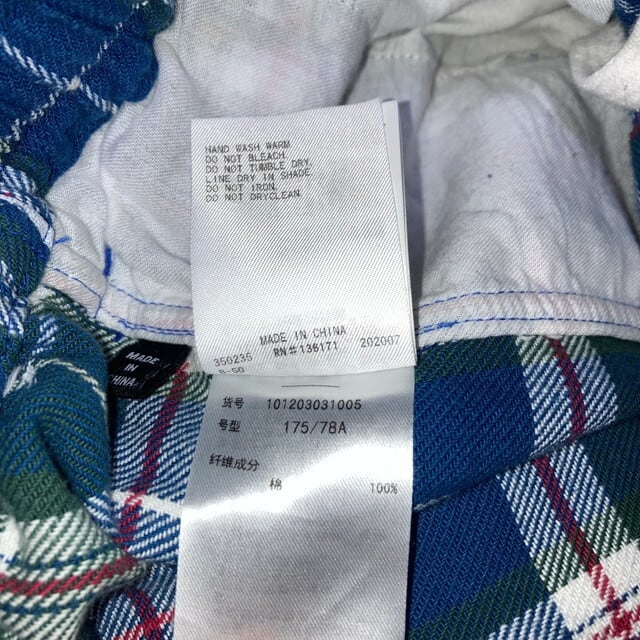 HAND WASH WARM
DO NOT BLEACH.
DO NOT TUMBLE DRY.
LINE DRY IN SHADE.
DO NOT IRON.
DO NOT DRYCLEAN.
MADE IN CHINA
350235 RN#136171 202007
MADE
IN
CHINA
货号 101203031005
号型 175/78A
纤维成分
棉 100%